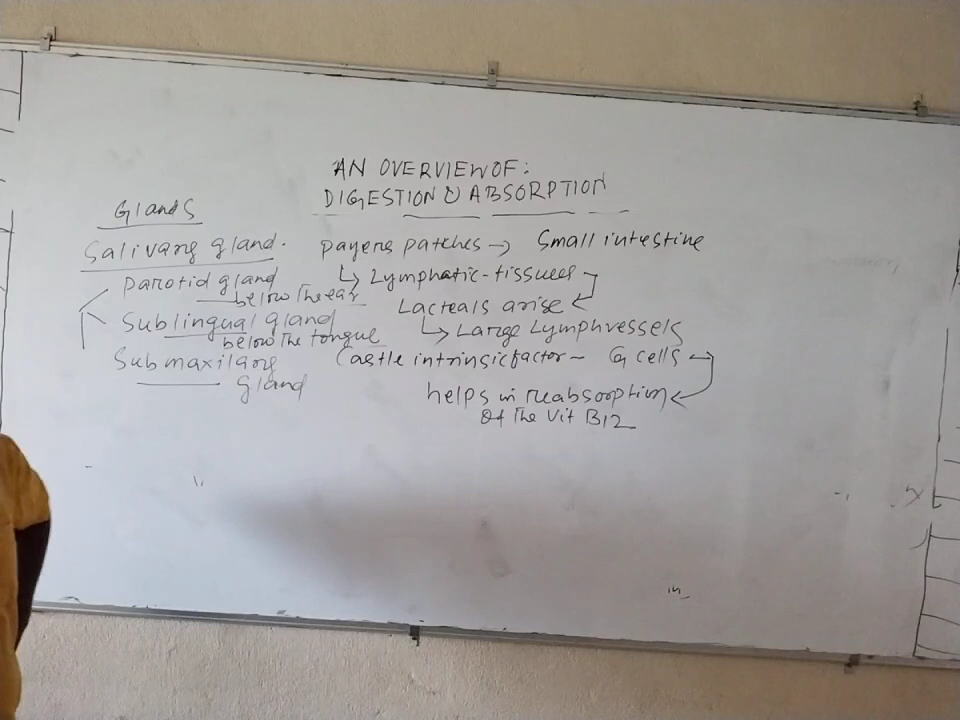 AN OVERVIEW OF:
DIGESTION & ABSORPTION
Glands
Salivary gland.
parotid gland
below The ear
Sublingual gland
below The tongue
Submaxilary
gland
payers patches → Small intestine
↳ Lymphatic-tissues
Lacteals arise
↳ Large Lymphvessels
Castle intrinsic factor - G cells
helps in reabsorption
Of The Vit B12